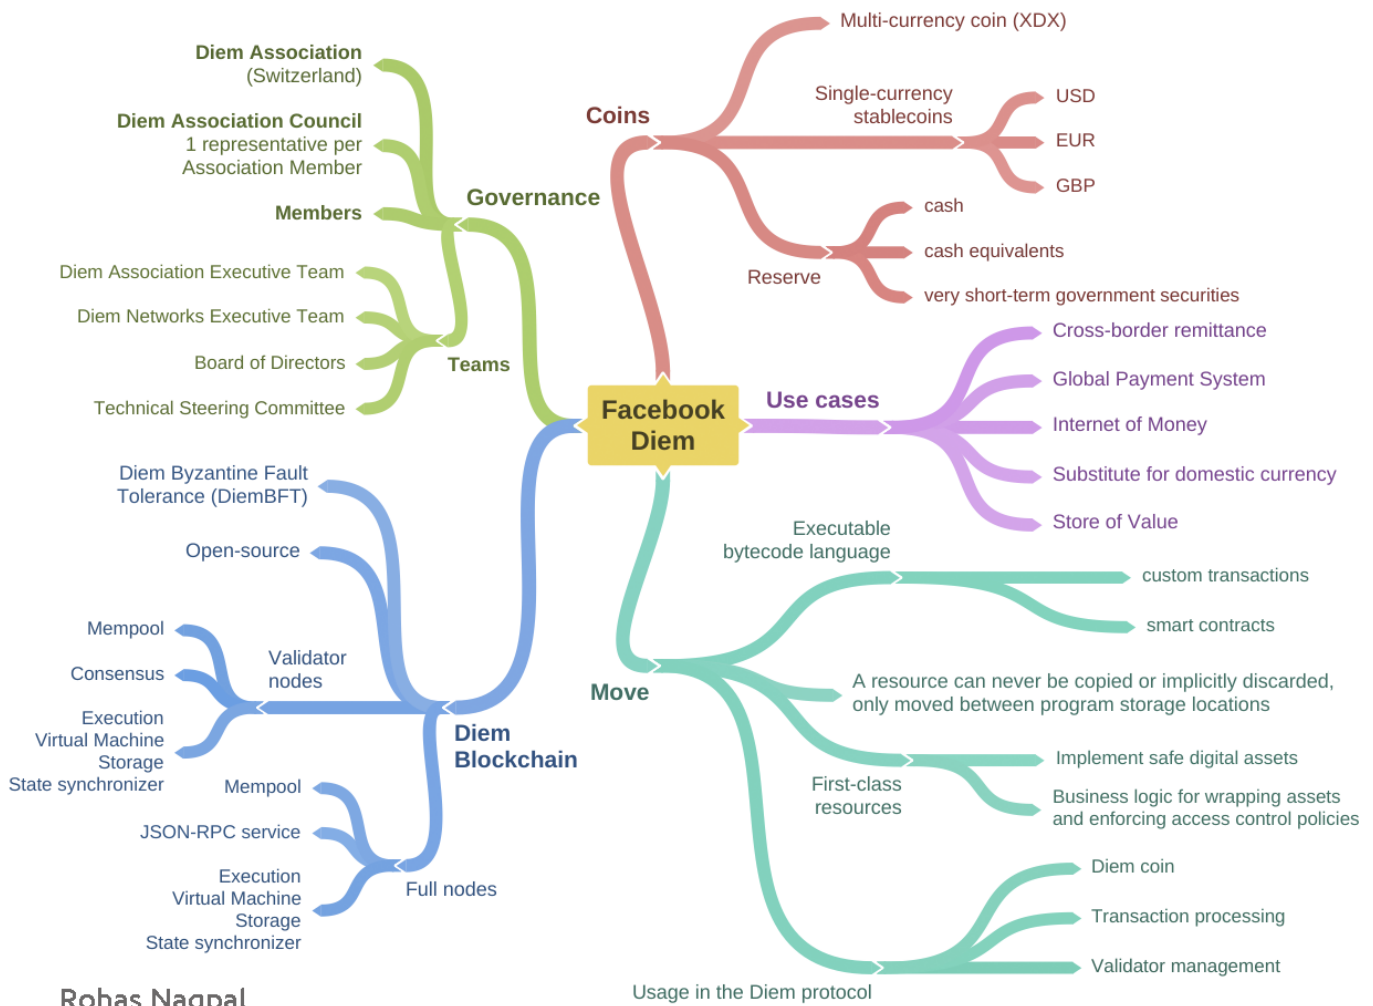 Facebook
Diem
Coins
Multi-currency coin (XDX)
Single-currency
stablecoins
USD
EUR
GBP
Reserve
cash
cash equivalents
very short-term government securities
Use cases
Cross-border remittance
Global Payment System
Internet of Money
Substitute for domestic currency
Store of Value
Move
Executable
bytecode language
custom transactions
smart contracts
A resource can never be copied or implicitly discarded,
only moved between program storage locations
First-class
resources
Implement safe digital assets
Business logic for wrapping assets
and enforcing access control policies
Usage in the Diem protocol
Diem coin
Transaction processing
Validator management
Governance
Diem Association
(Switzerland)
Diem Association Council
1 representative per
Association Member
Members
Teams
Diem Association Executive Team
Diem Networks Executive Team
Board of Directors
Technical Steering Committee
Diem
Blockchain
Diem Byzantine Fault
Tolerance (DiemBFT)
Open-source
Validator
nodes
Mempool
Consensus
Execution
Virtual Machine
Storage
State synchronizer
Full nodes
Mempool
JSON-RPC service
Execution
Virtual Machine
Storage
State synchronizer
Rohas Nagpal